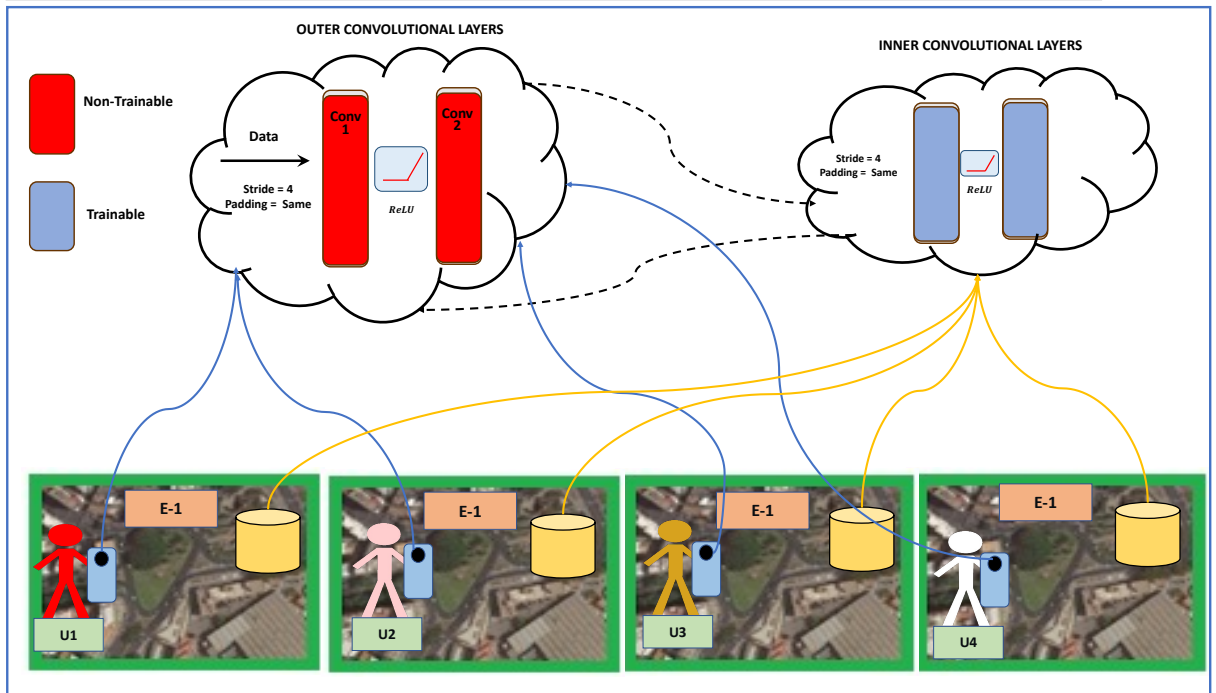 OUTER CONVOLUTIONAL LAYERS
INNER CONVOLUTIONAL LAYERS
Non-Trainable
Trainable
Data
Stride = 4
Padding = Same
Conv
1
ReLU
Conv
2
Stride = 4
Padding = Same
ReLU
E-1
U1
E-1
U2
E-1
U3
E-1
U4